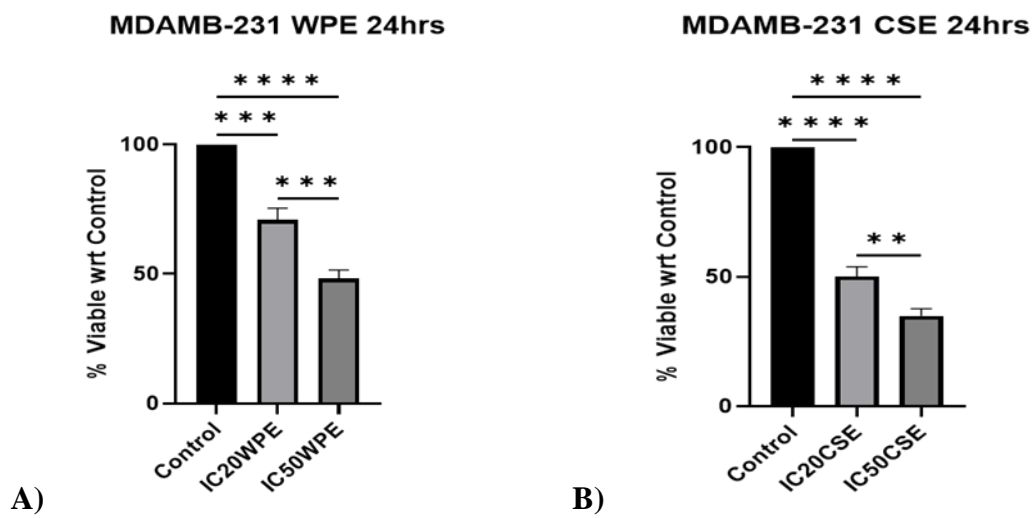 MDAMB-231 WPE 24hrs
* * * *
* * *
* * *
100
50
0
% Viable wrt Control
Control
IC20WPE
IC50WPE
A)
MDAMB-231 CSE 24hrs
* * * *
* * * *
* *
100
50
0
% Viable wrt Control
Control
IC20CSE
IC50CSE
B)